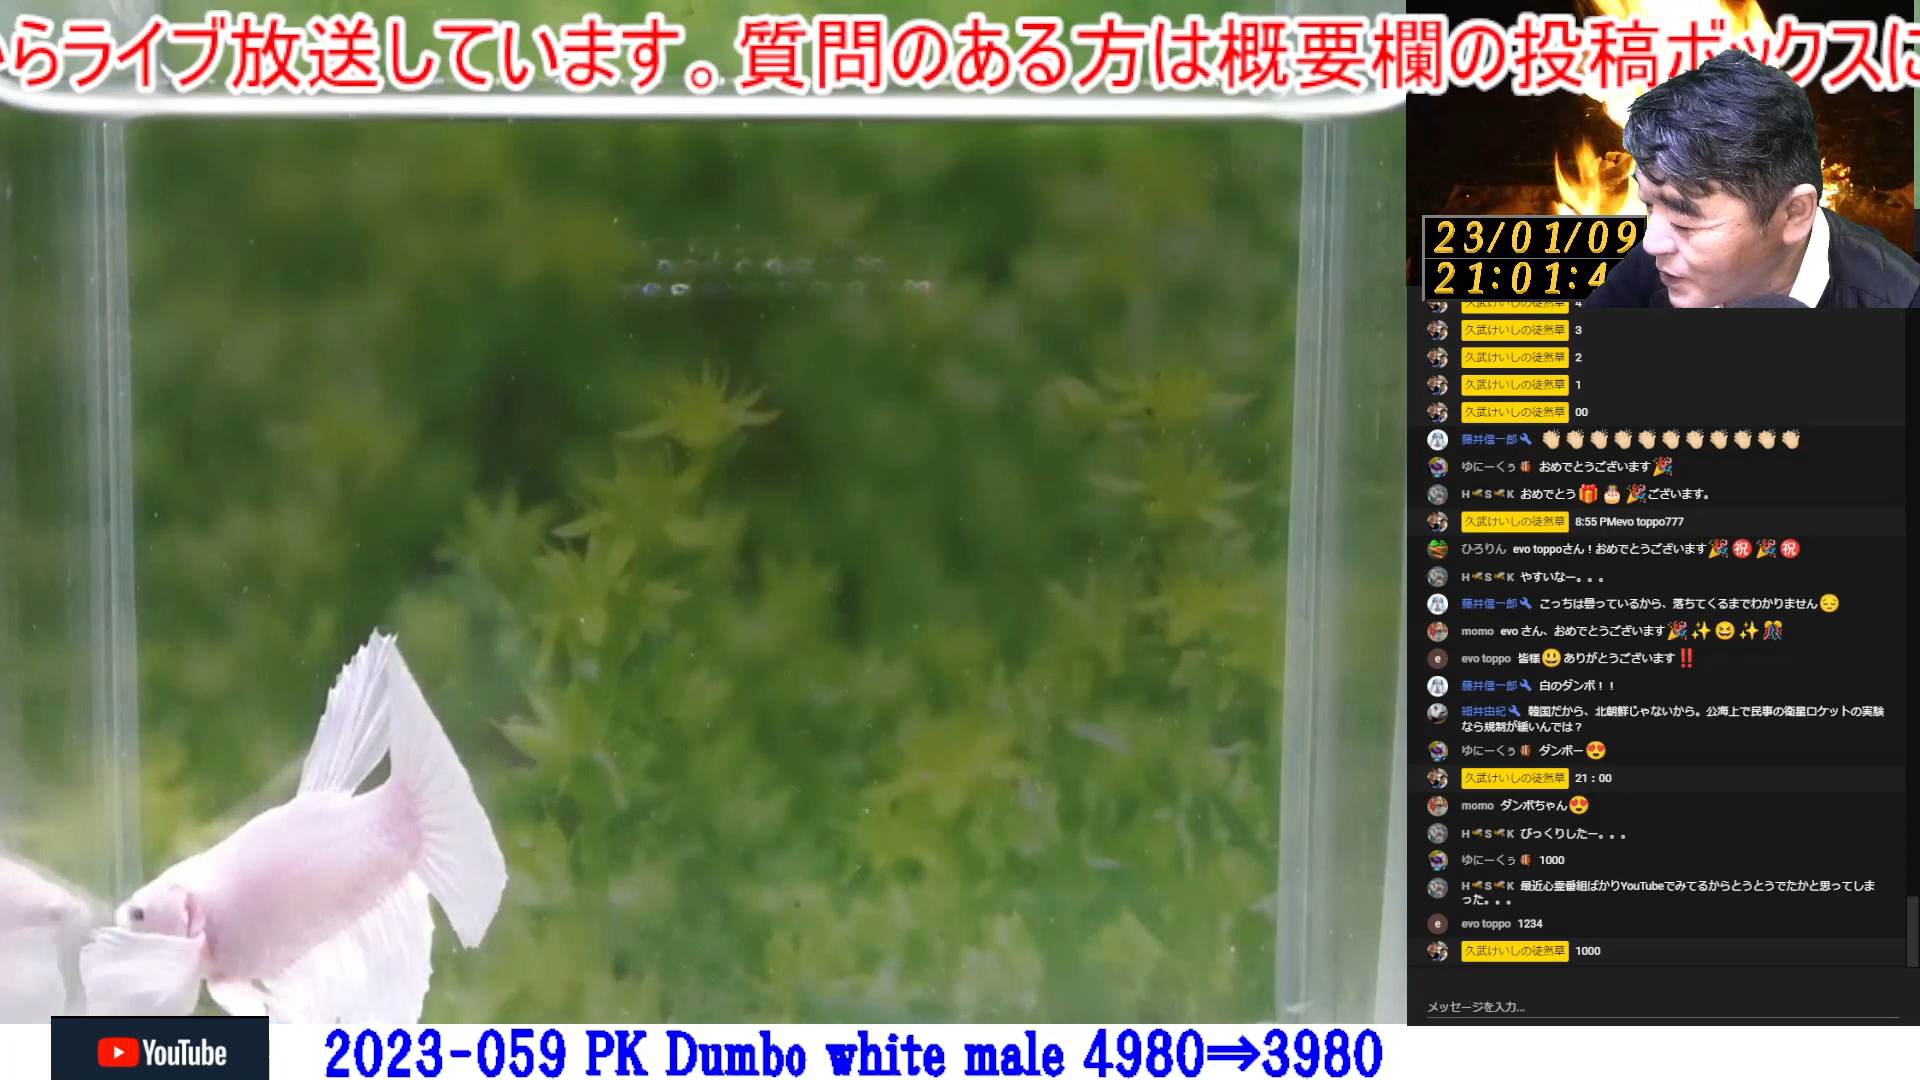 らライブ放送しています。質問のある方は概要欄の投稿ボックスに
23/01/09
21:01:4
久武けいしの徒然草 4
久武けいしの徒然草 3
久武けいしの徒然草 2
久武けいしの徒然草 1
久武けいしの徒然草 00
藤井信一郎🔧 👏🏻👏🏻👏🏻👏🏻👏🏻👏🏻👏🏻👏🏻👏🏻👏🏻👏🏻
ゆにーくぅ おめでとうございます🎉
H S K おめでとう🎁🎂🎉ございます。
久武けいしの徒然草 8:55 PMevo toppo777
ひろりん evo toppoさん！おめでとうございます🎉㊗🎉㊗
H S K やすいなー。。。
藤井信一郎🔧 こっちは曇っているから、落ちてくるまでわかりません😔
momo evo さん、おめでとうございます🎉✨😆✨🎊
e evo toppo 皆様😃ありがとうございます‼
藤井信一郎🔧 白のダンボ！！
細井由紀🔧 韓国だから、北朝鮮じゃないから。公海上で民事の衛星ロケットの実験
なら規制が緩いんでは？
ゆにーくぅ ダンボー😍
久武けいしの徒然草 21：00
momo ダンボちゃん😍
H S K びっくりしたー。。。
ゆにーくぅ 1000
H S K 最近心霊番組ばかりYouTubeでみてるからとうとうでたかと思ってしま
った。。。
e evo toppo 1234
久武けいしの徒然草 1000
メッセージを入力...
YouTube
2023-059 PK Dumbo white male 4980⇒3980